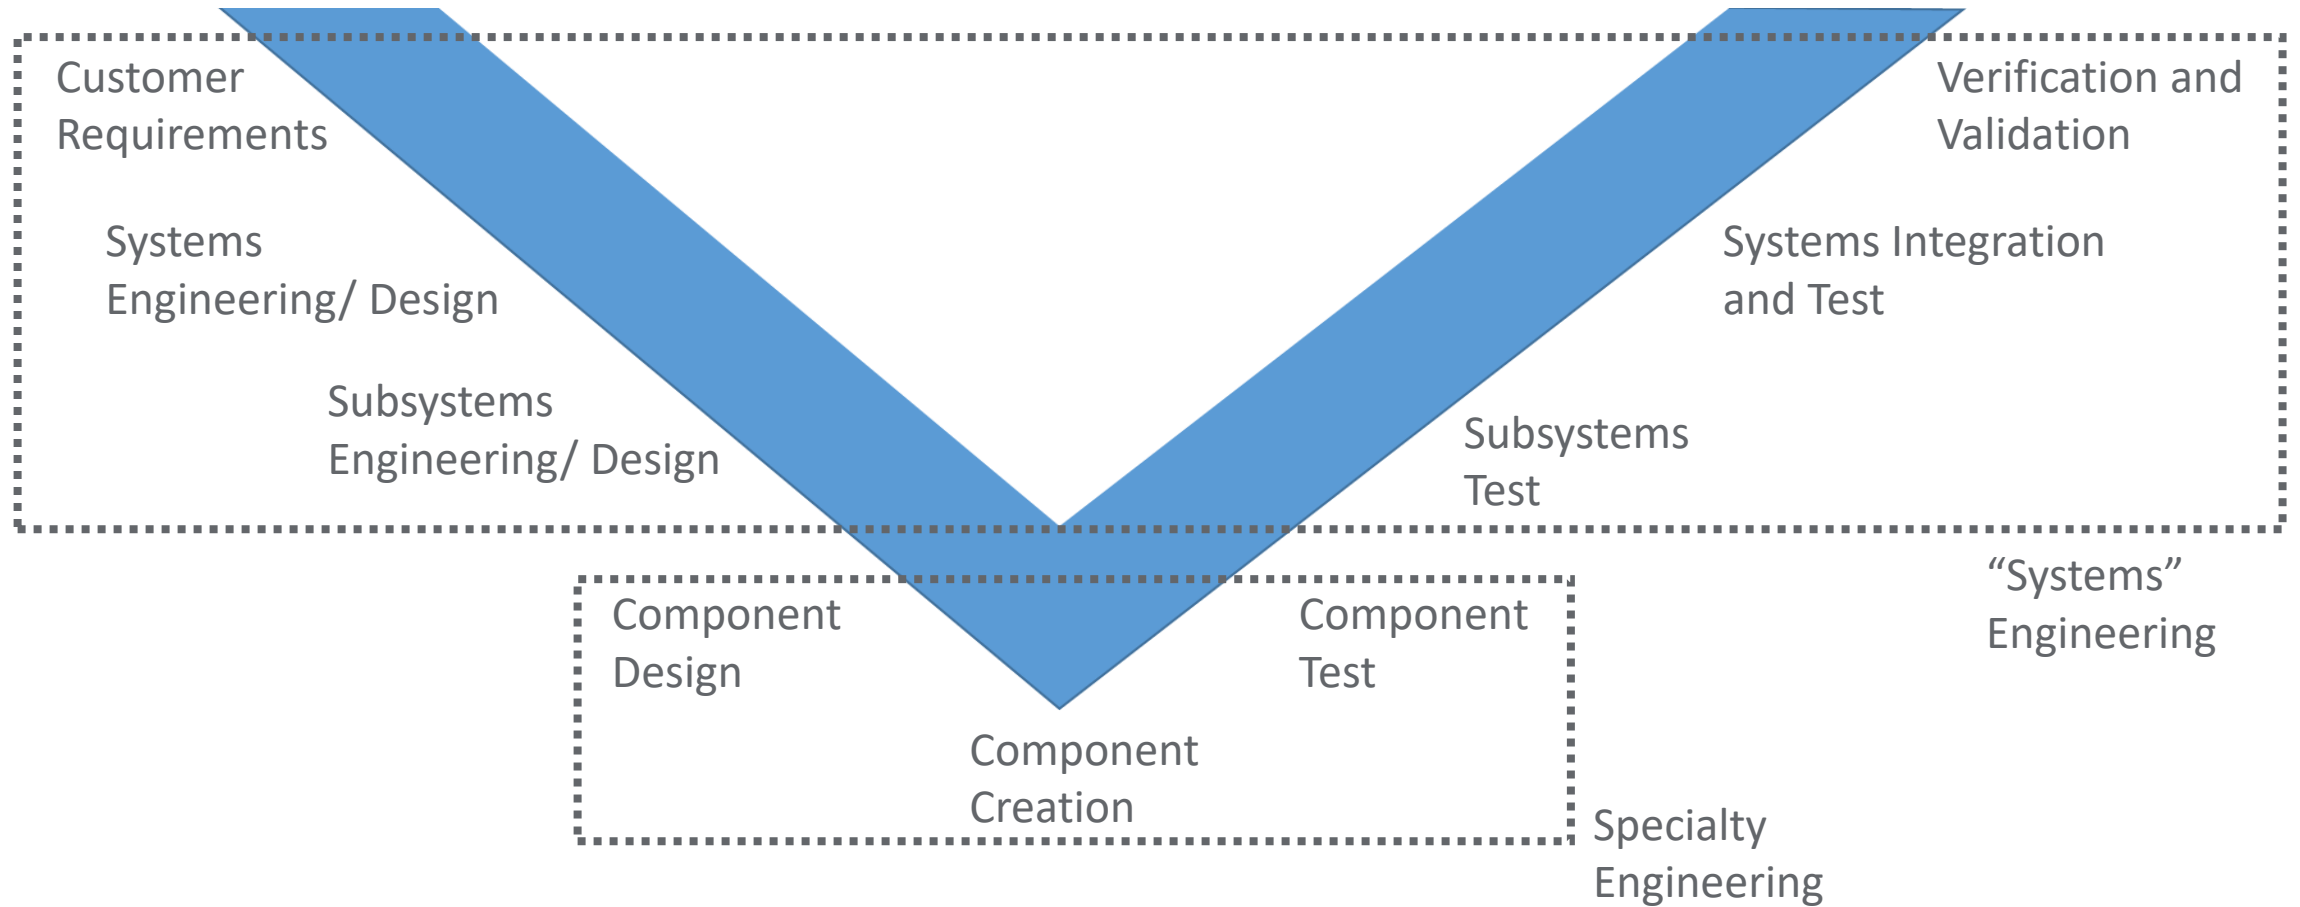 Customer
Requirements
Verification and
Validation
Systems
Engineering/ Design
Systems Integration
and Test
Subsystems
Engineering/ Design
Subsystems
Test
“Systems”
Engineering
Component
Design
Component
Test
Component
Creation
Specialty
Engineering